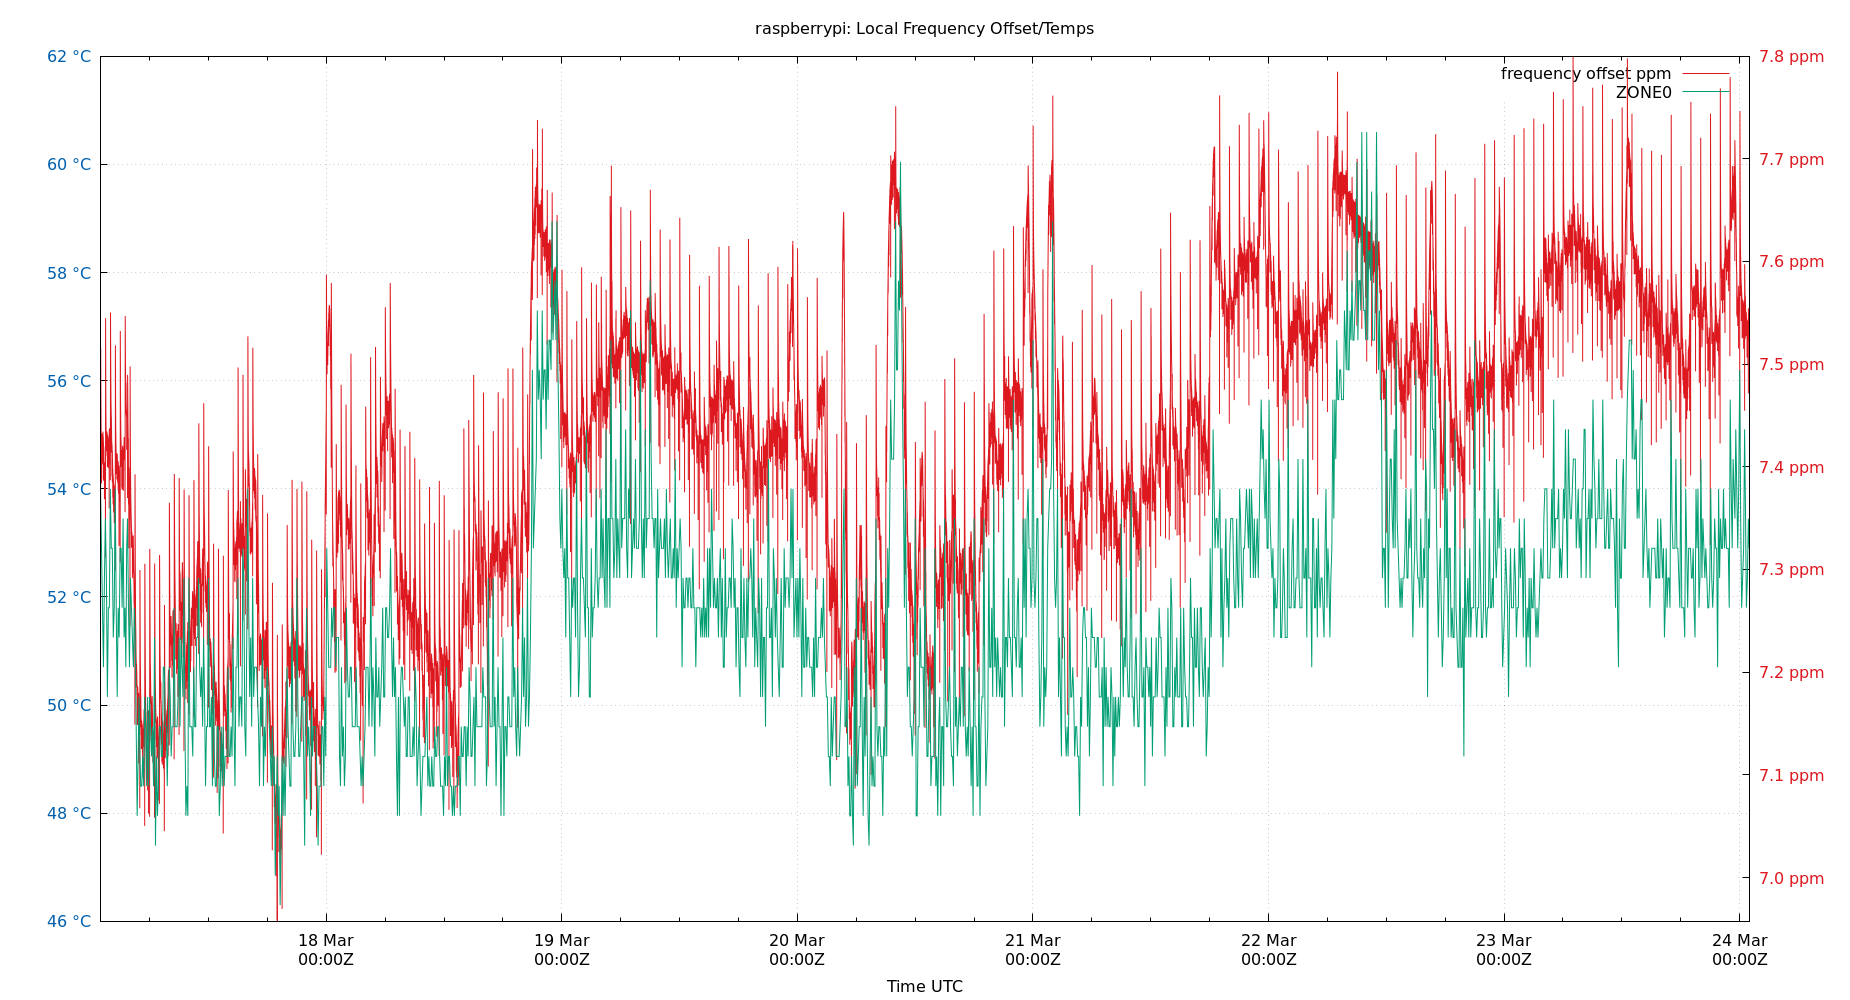 raspberrypi: Local Frequency Offset/Temps
62 °C
60 °C
58 °C
56 °C
54 °C
52 °C
50 °C
48 °C
46 °C
7.8 ppm
7.7 ppm
7.6 ppm
7.5 ppm
7.4 ppm
7.3 ppm
7.2 ppm
7.1 ppm
7.0 ppm
frequency offset ppm
ZONE0
18 Mar
00:00Z
19 Mar
00:00Z
20 Mar
00:00Z
21 Mar
00:00Z
22 Mar
00:00Z
23 Mar
00:00Z
24 Mar
00:00Z
Time UTC